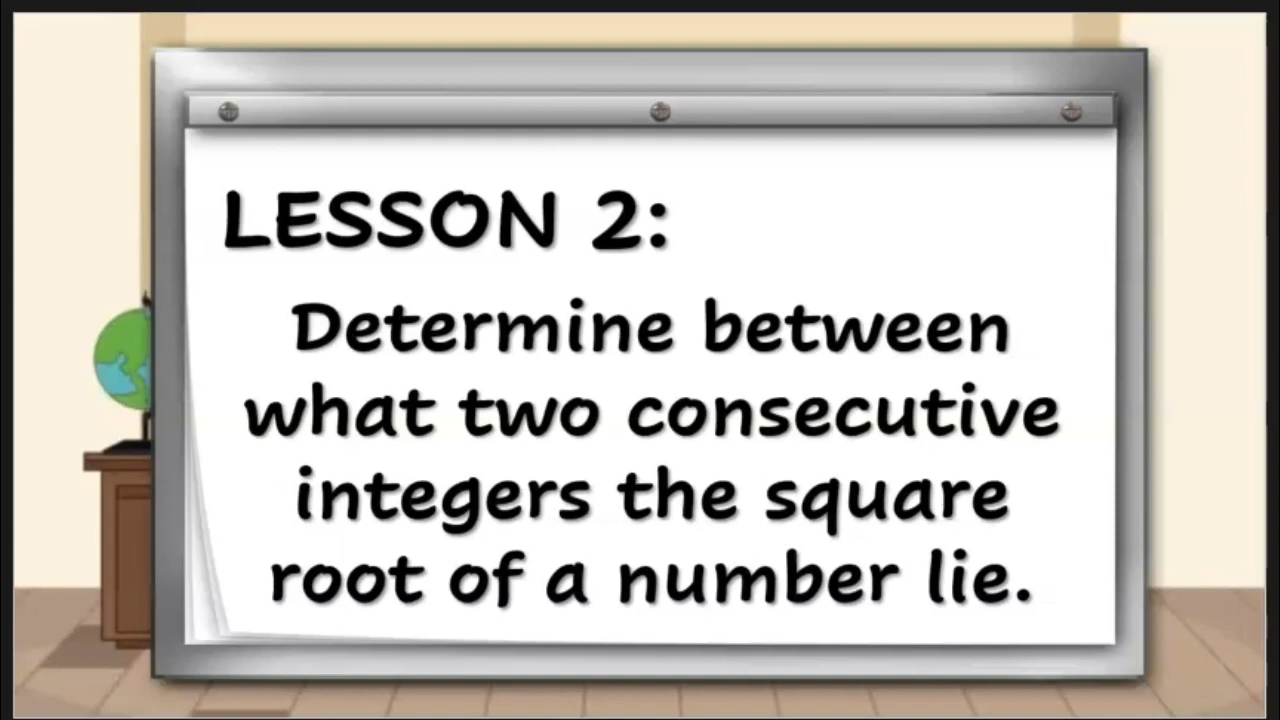 LESSON 2:
Determine between
what two consecutive
integers the square
root of a number lie.